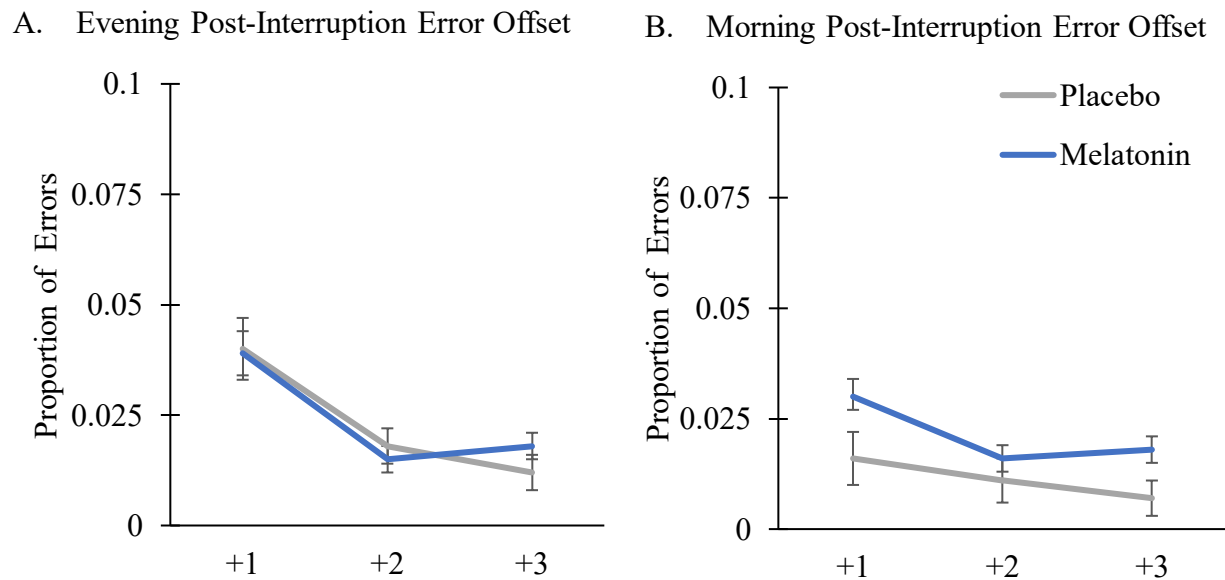 A. Evening Post-Interruption Error Offset
Proportion of Errors
0.1
0.075
0.05
0.025
0
+1 +2 +3
B. Morning Post-Interruption Error Offset
Proportion of Errors
0.1
0.075
0.05
0.025
0
+1 +2 +3
Placebo
Melatonin